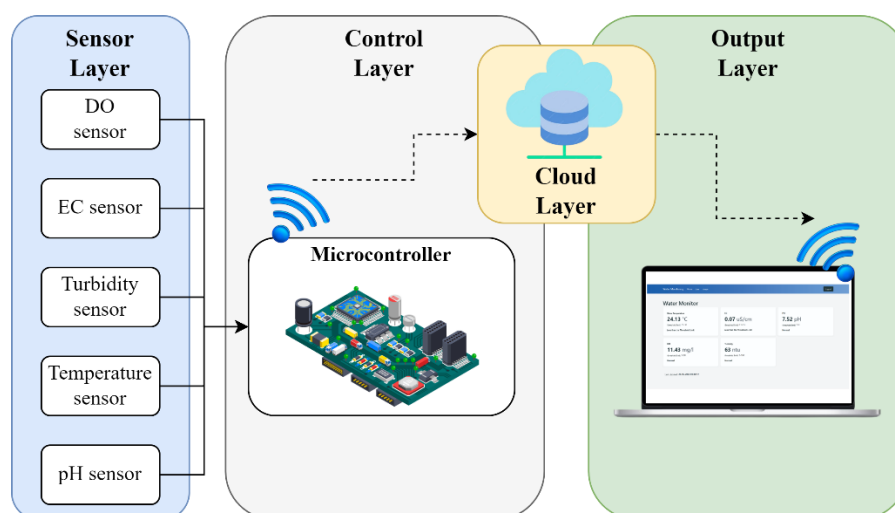 Sensor
Layer
DO
sensor
EC sensor
Turbidity
sensor
Temperature
sensor
pH sensor
Control
Layer
Microcontroller
Cloud
Layer
Output
Layer
Water Monitor
24.13 °C
0.97 uS/cm
7.52 pH
11.43 mg/l
63 ntu